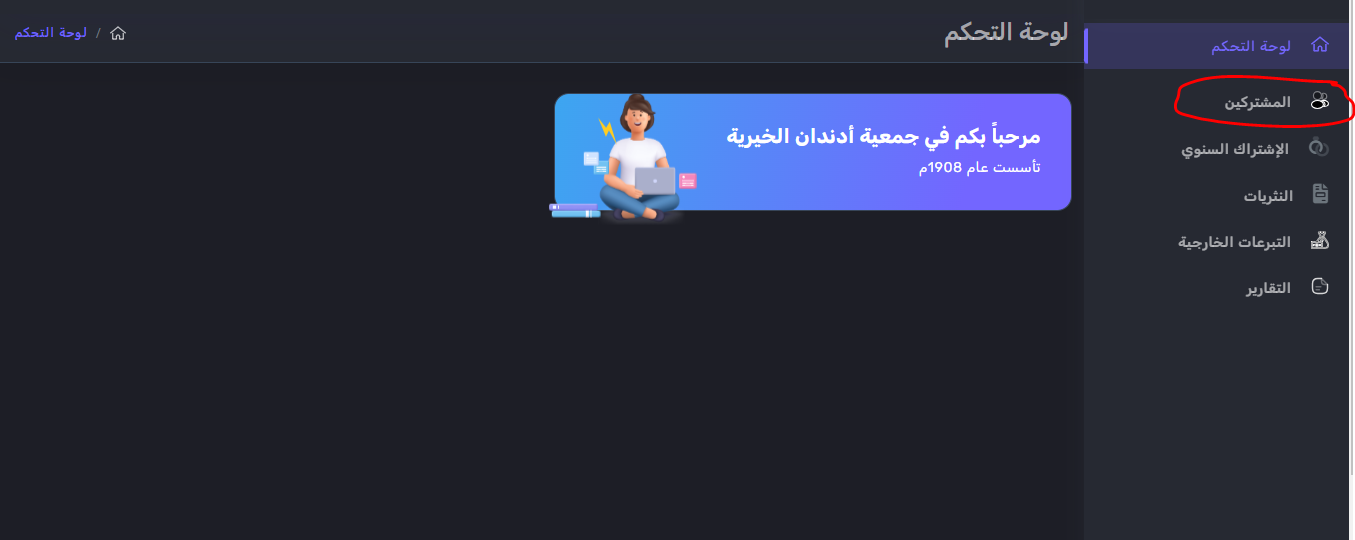 لوحة التحكم
المشتركين
الإشتراك السنوي
النثريات
التبرعات الخارجية
التقارير
لوحة التحكم
/ لوحة التحكم
مرحباً بكم في جمعية أدندان الخيرية
تأسست عام 1908م